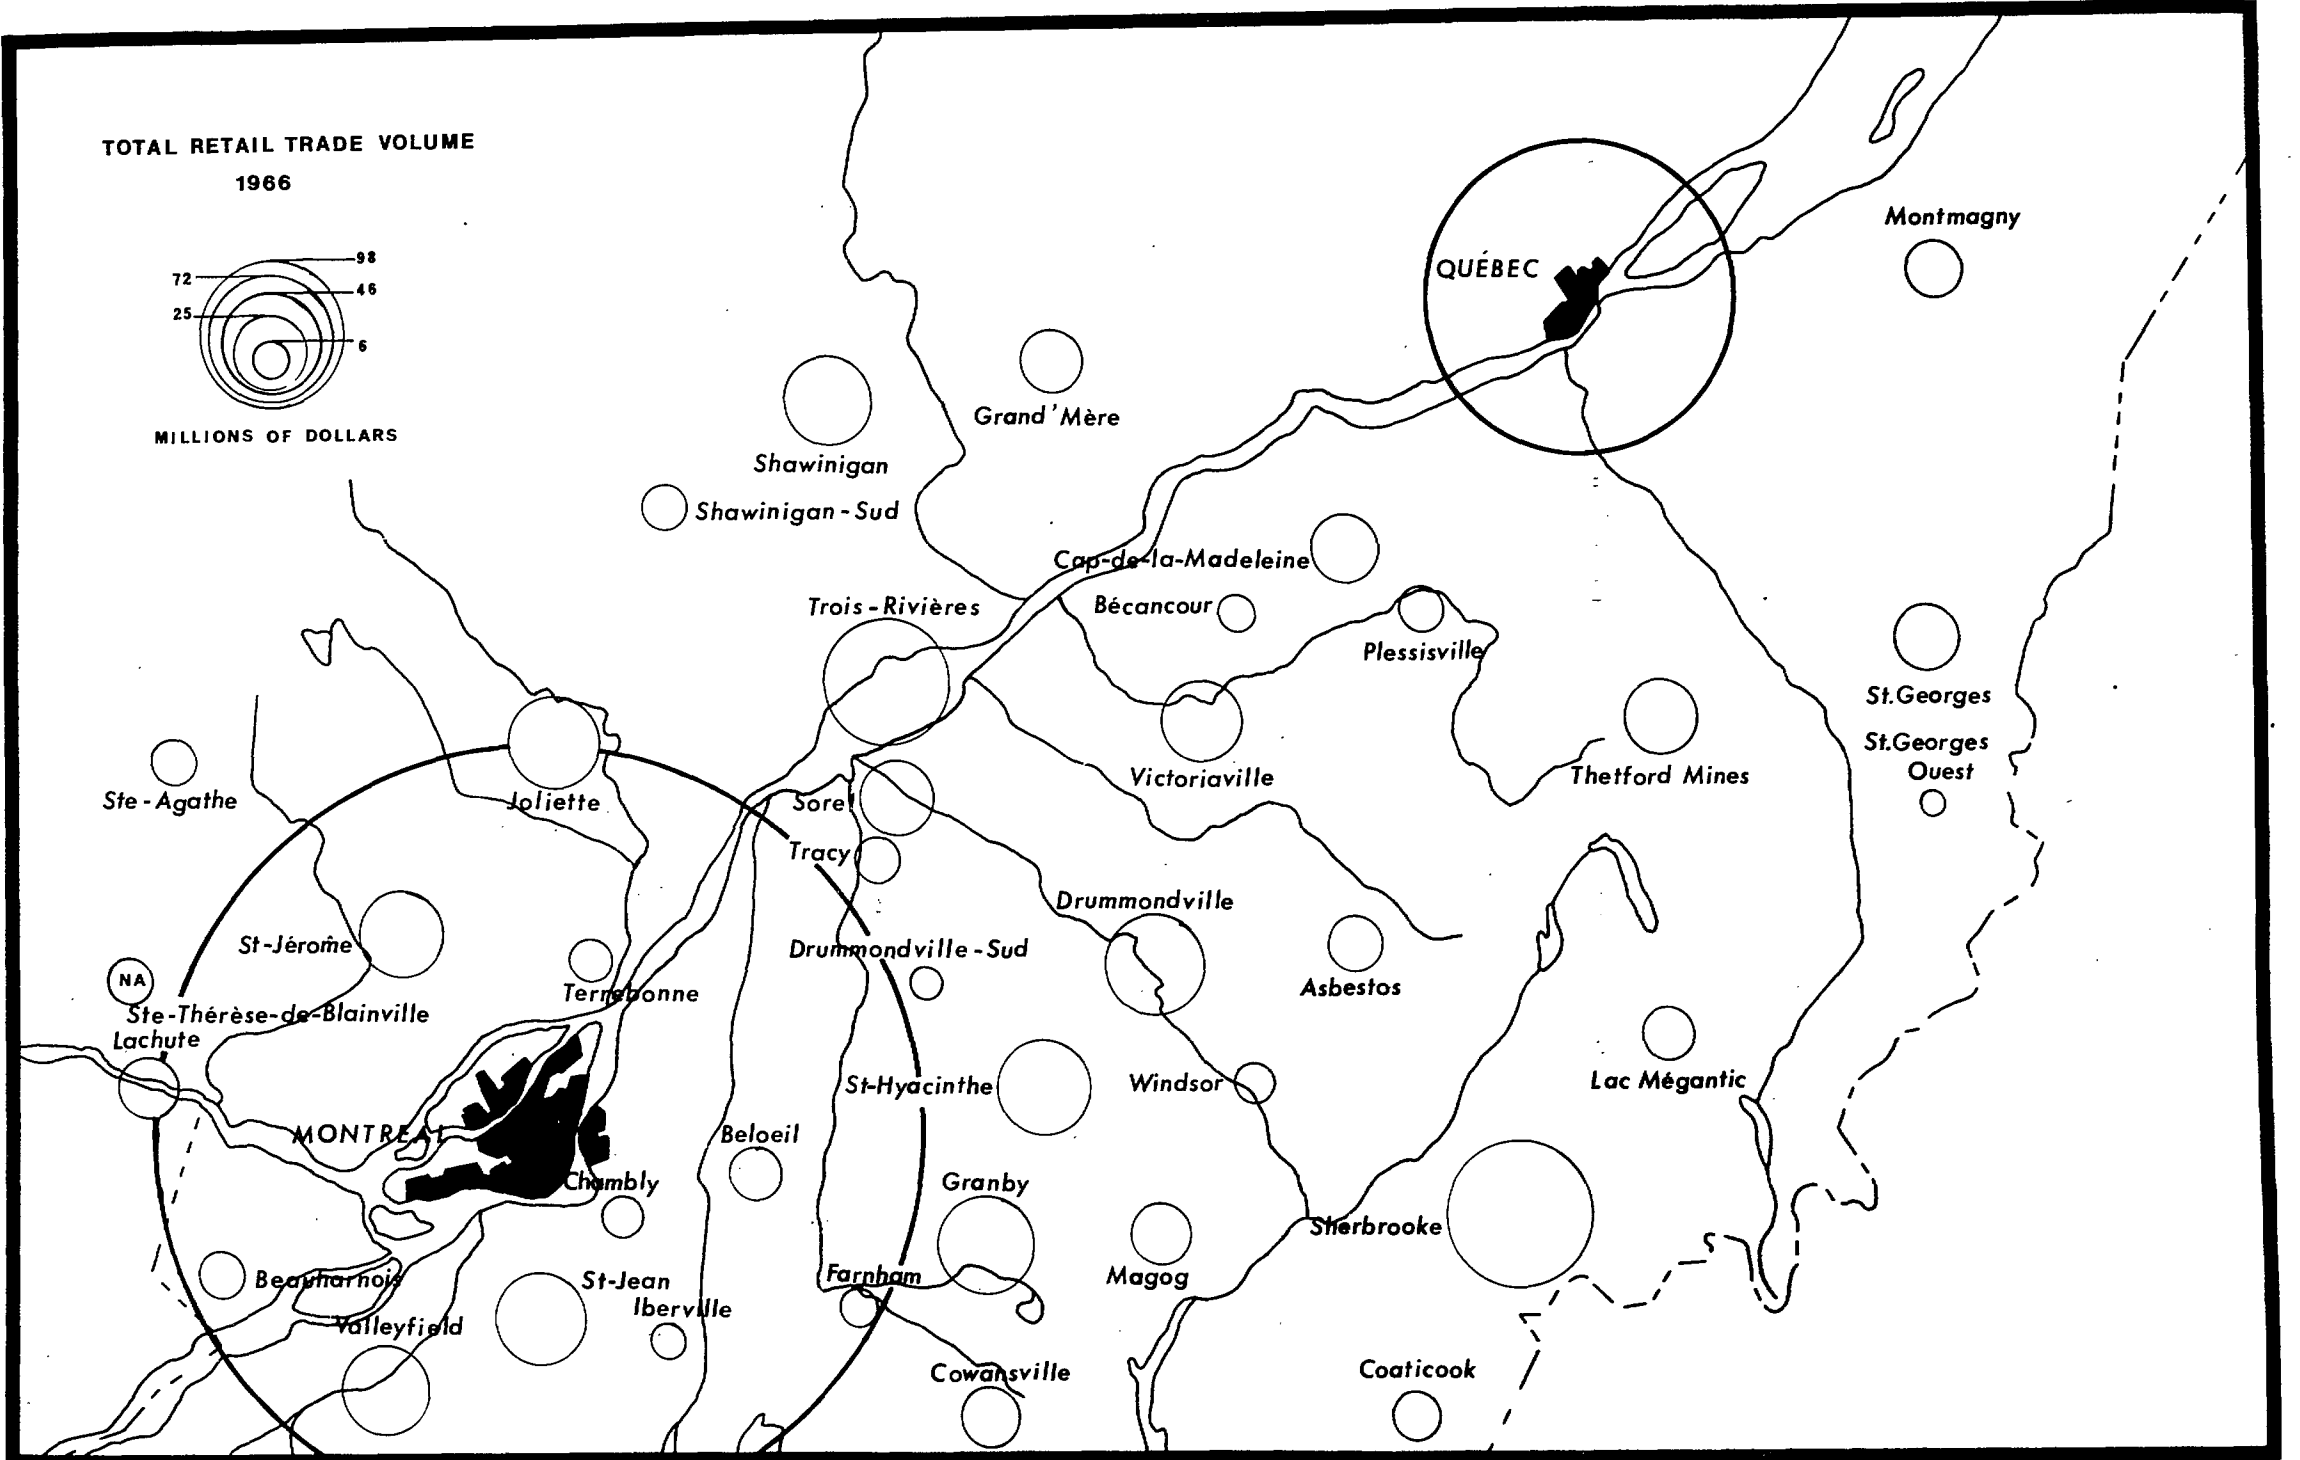 TOTAL RETAIL TRADE VOLUME
1966
98
72
46
25
6
MILLIONS OF DOLLARS
QUÉBEC
Montmagny
Grand'Mère
Shawinigan
Shawinigan-Sud
Cap-de-la-Madeleine
Trois-Rivières
Bécancour
Plessisville
St.Georges
St.Georges
Ouest
Victoriaville
Thetford Mines
Ste-Agathe
Joliette
Sorel
Tracy
Drummondville
St-Jérome
Drummondville-Sud
NA
Terrebonne
Asbestos
Ste-Thérèse-de-Blainville
Lachute
St-Hyacinthe
Windsor
Lac Mégantic
MONTREAL
Beloeil
Chambly
Granby
Sherbrooke
Beauharnois
St-Jean
Farnham
Magog
Iberville
Valleyfield
Cowansville
Coaticook